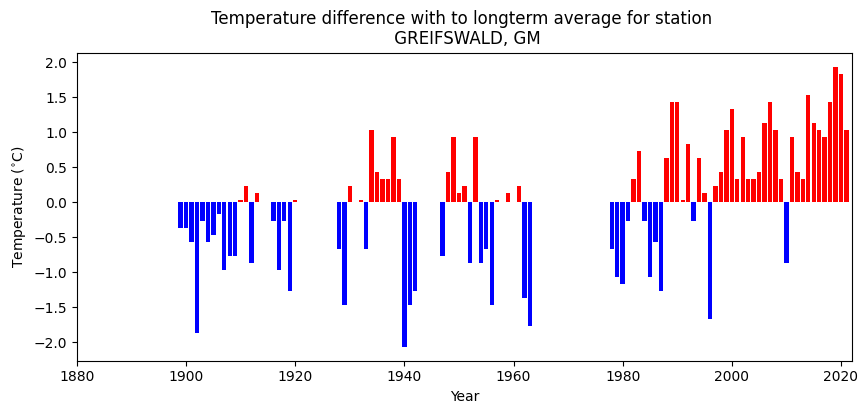 Temperature difference with to longterm average for station
GREIFSWALD, GM
2.0
1.5
1.0
0.5
0.0
−0.5
−1.0
−1.5
−2.0
Temperature (°C)
1880 1900 1920 1940 1960 1980 2000 2020
Year